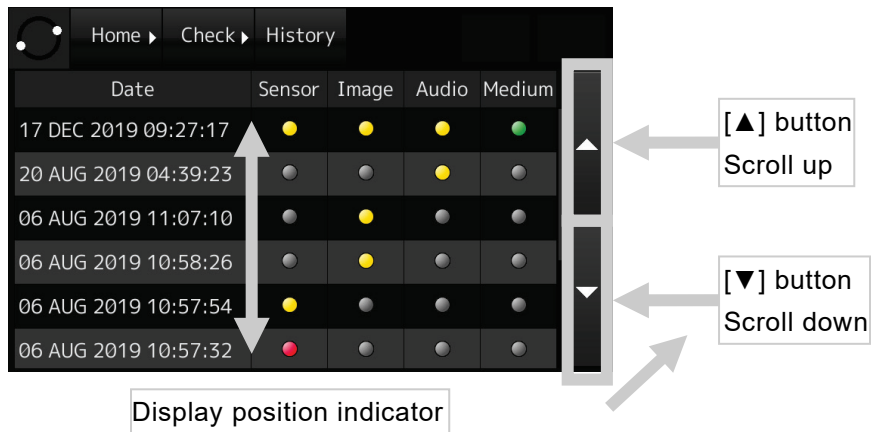 Home Check History
Date Sensor Image Audio Medium
17 DEC 2019 09:27:17
20 AUG 2019 04:39:23
06 AUG 2019 11:07:10
06 AUG 2019 10:58:26
06 AUG 2019 10:57:54
06 AUG 2019 10:57:32
[▲] button
Scroll up
[▼] button
Scroll down
Display position indicator